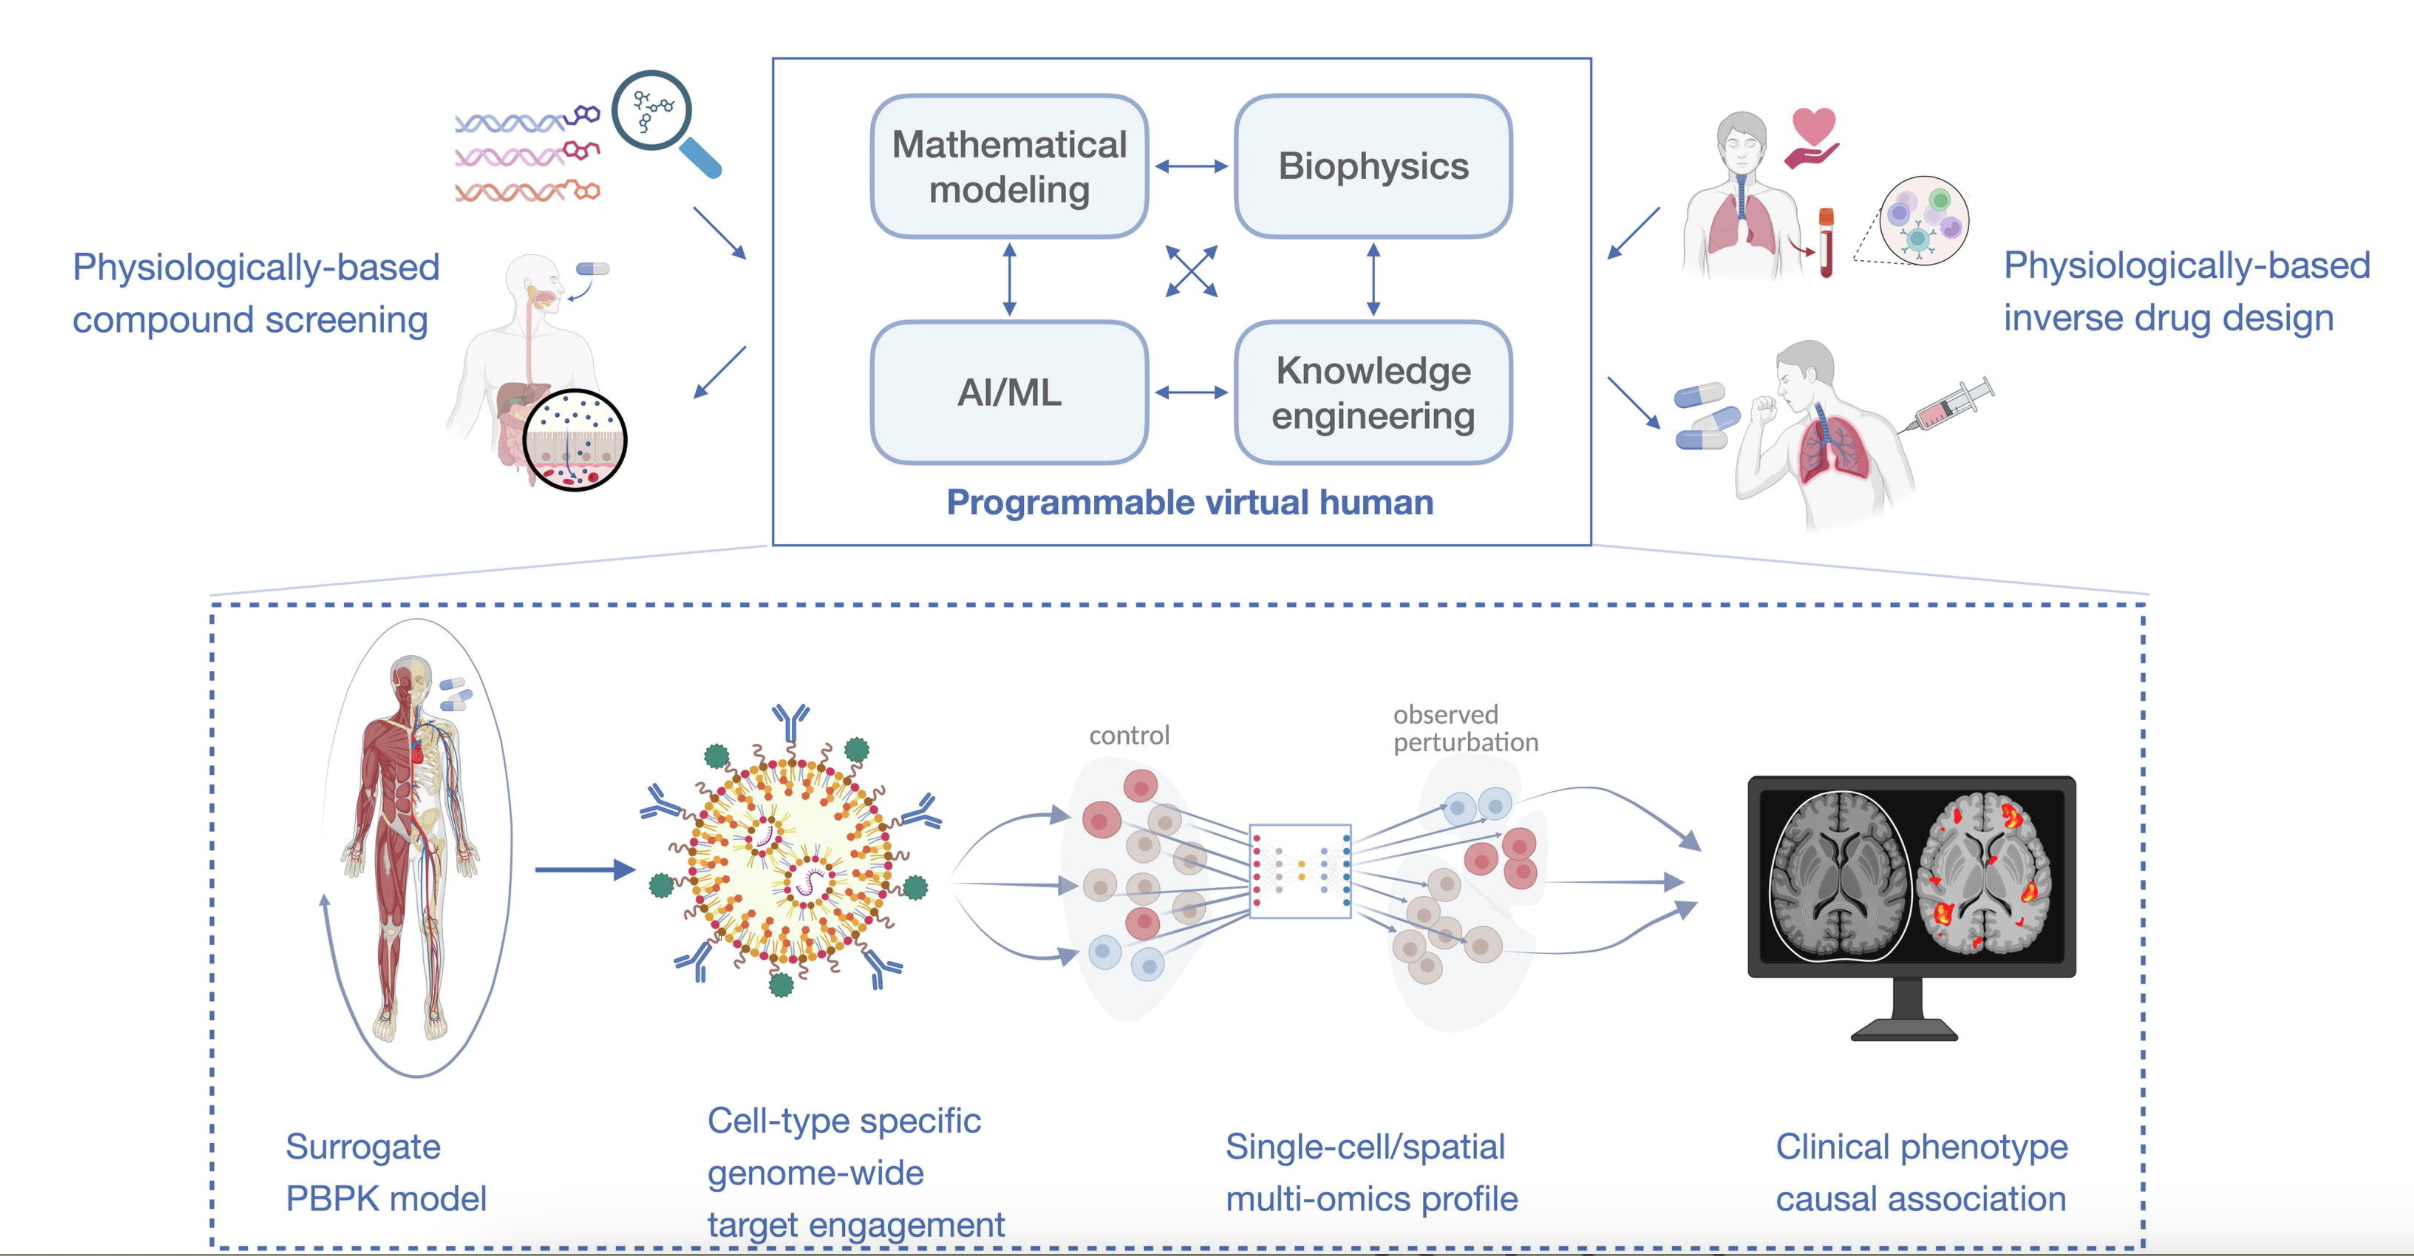 Mathematical
modeling
Biophysics
Physiologically-based
compound screening
Physiologically-based
inverse drug design
AI/ML
Knowledge
engineering
Programmable virtual human
control
observed
perturbation
Surrogate
PBPK model
Cell-type specific
genome-wide
target engagement
Single-cell/spatial
multi-omics profile
Clinical phenotype
causal association